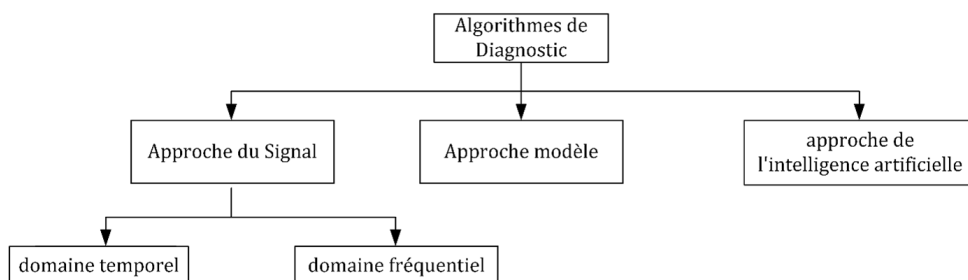 Algorithmes de
Diagnostic
Approche du Signal
Approche modèle
approche de
l'intelligence artificielle
domaine temporel
domaine fréquentiel